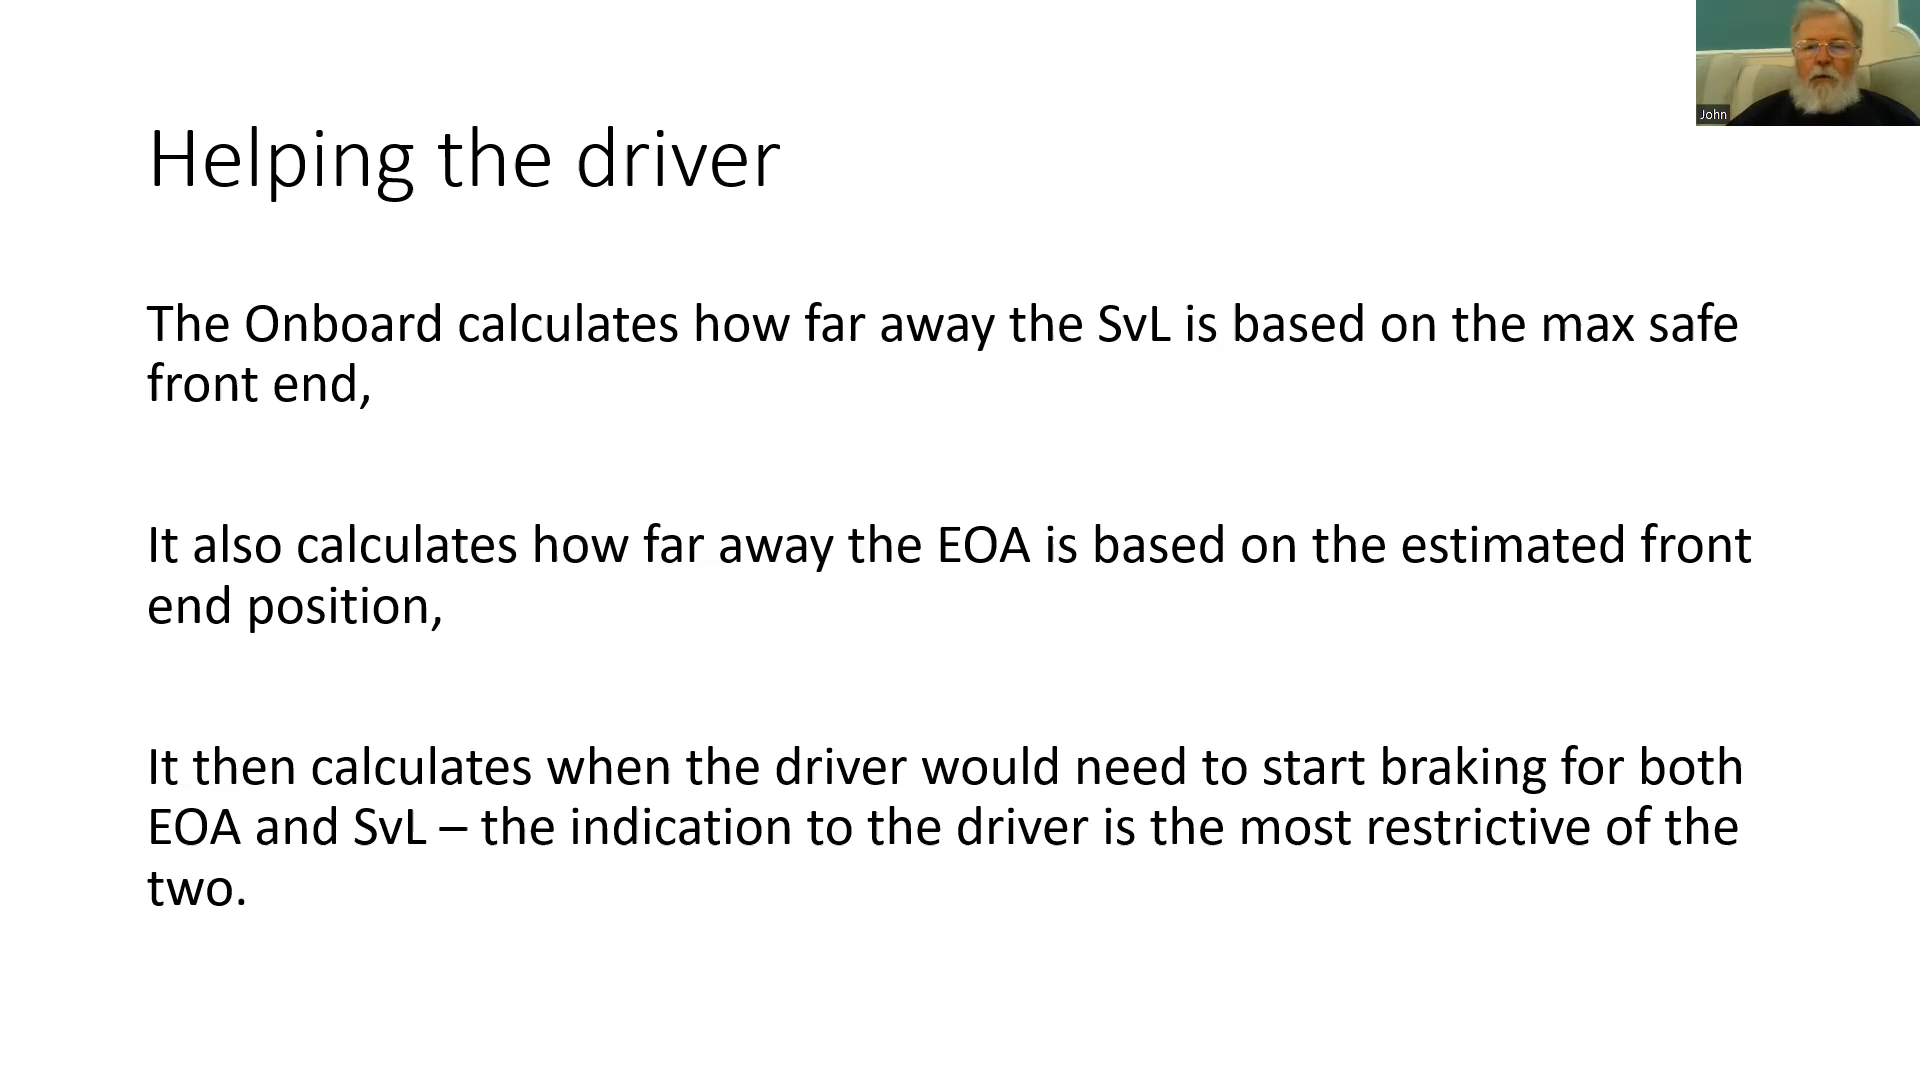 John
Helping the driver
The Onboard calculates how far away the SvL is based on the max safe
front end,
It also calculates how far away the EOA is based on the estimated front
end position,
It then calculates when the driver would need to start braking for both
EOA and SvL – the indication to the driver is the most restrictive of the
two.